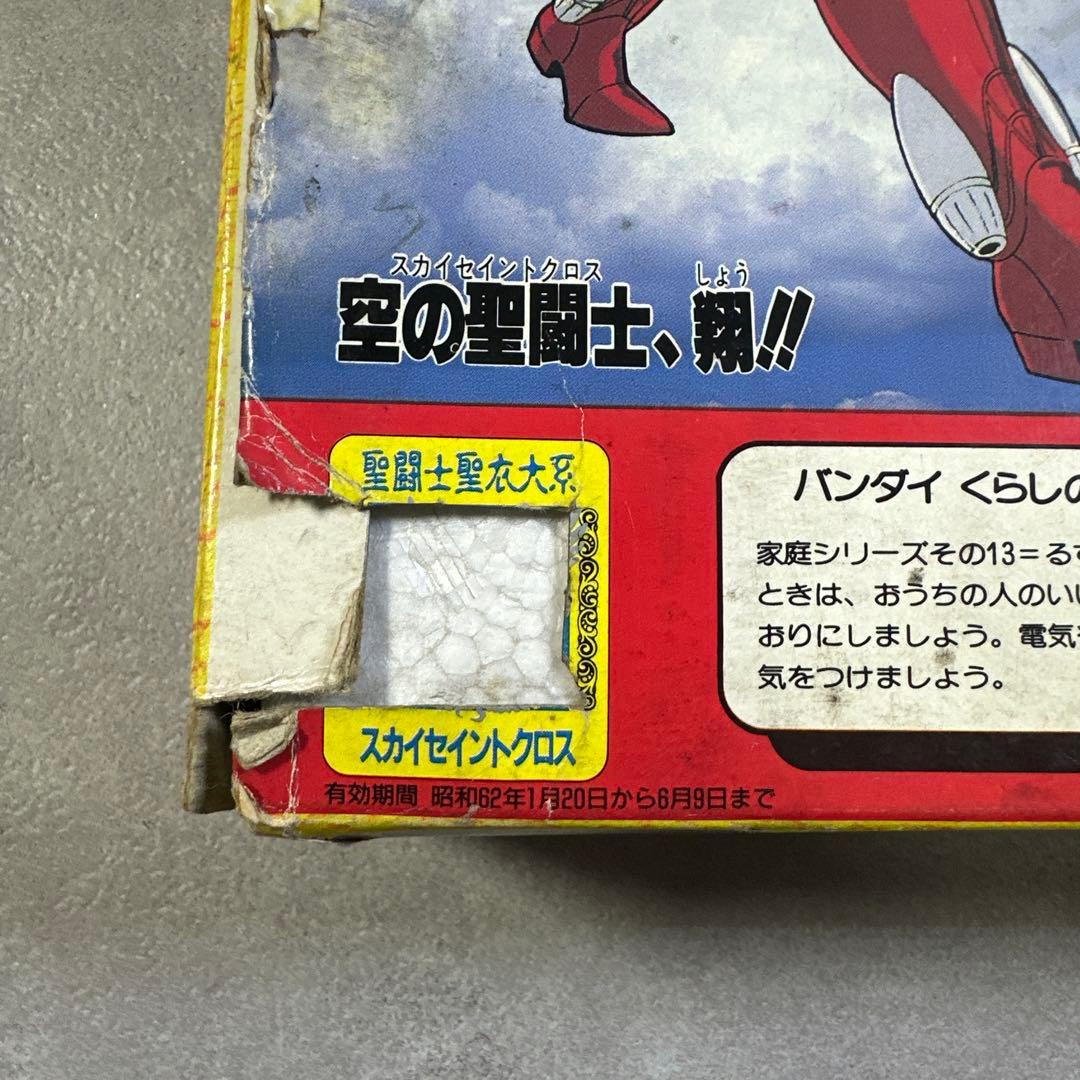 スカイセイントクロス しょう
空の聖闘士、翔!!
聖闘士聖衣大系
スカイセイントクロス
有効期間 昭和62年1月20日から6月9日まで
バンダイ くらしの
家庭シリーズその13=るす
ときは、おうちの人のいい
おりにしましょう。電気
気をつけましょう。